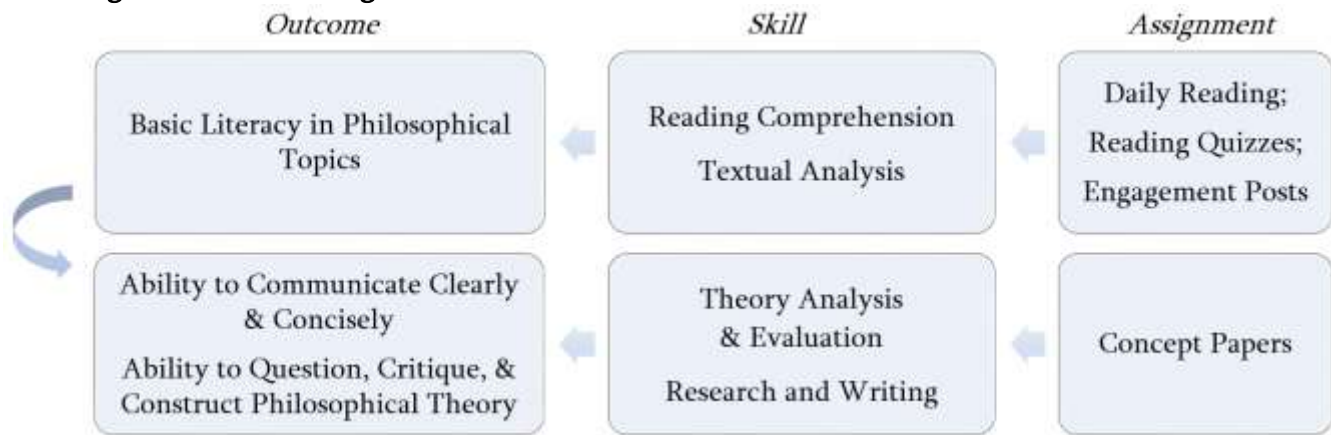 Outcome
Skill
Assignment
Basic Literacy in Philosophical
Topics
Reading Comprehension
Textual Analysis
Daily Reading;
Reading Quizzes;
Engagement Posts
Ability to Communicate Clearly
& Concisely
Ability to Question, Critique, &
Construct Philosophical Theory
Theory Analysis
& Evaluation
Research and Writing
Concept Papers